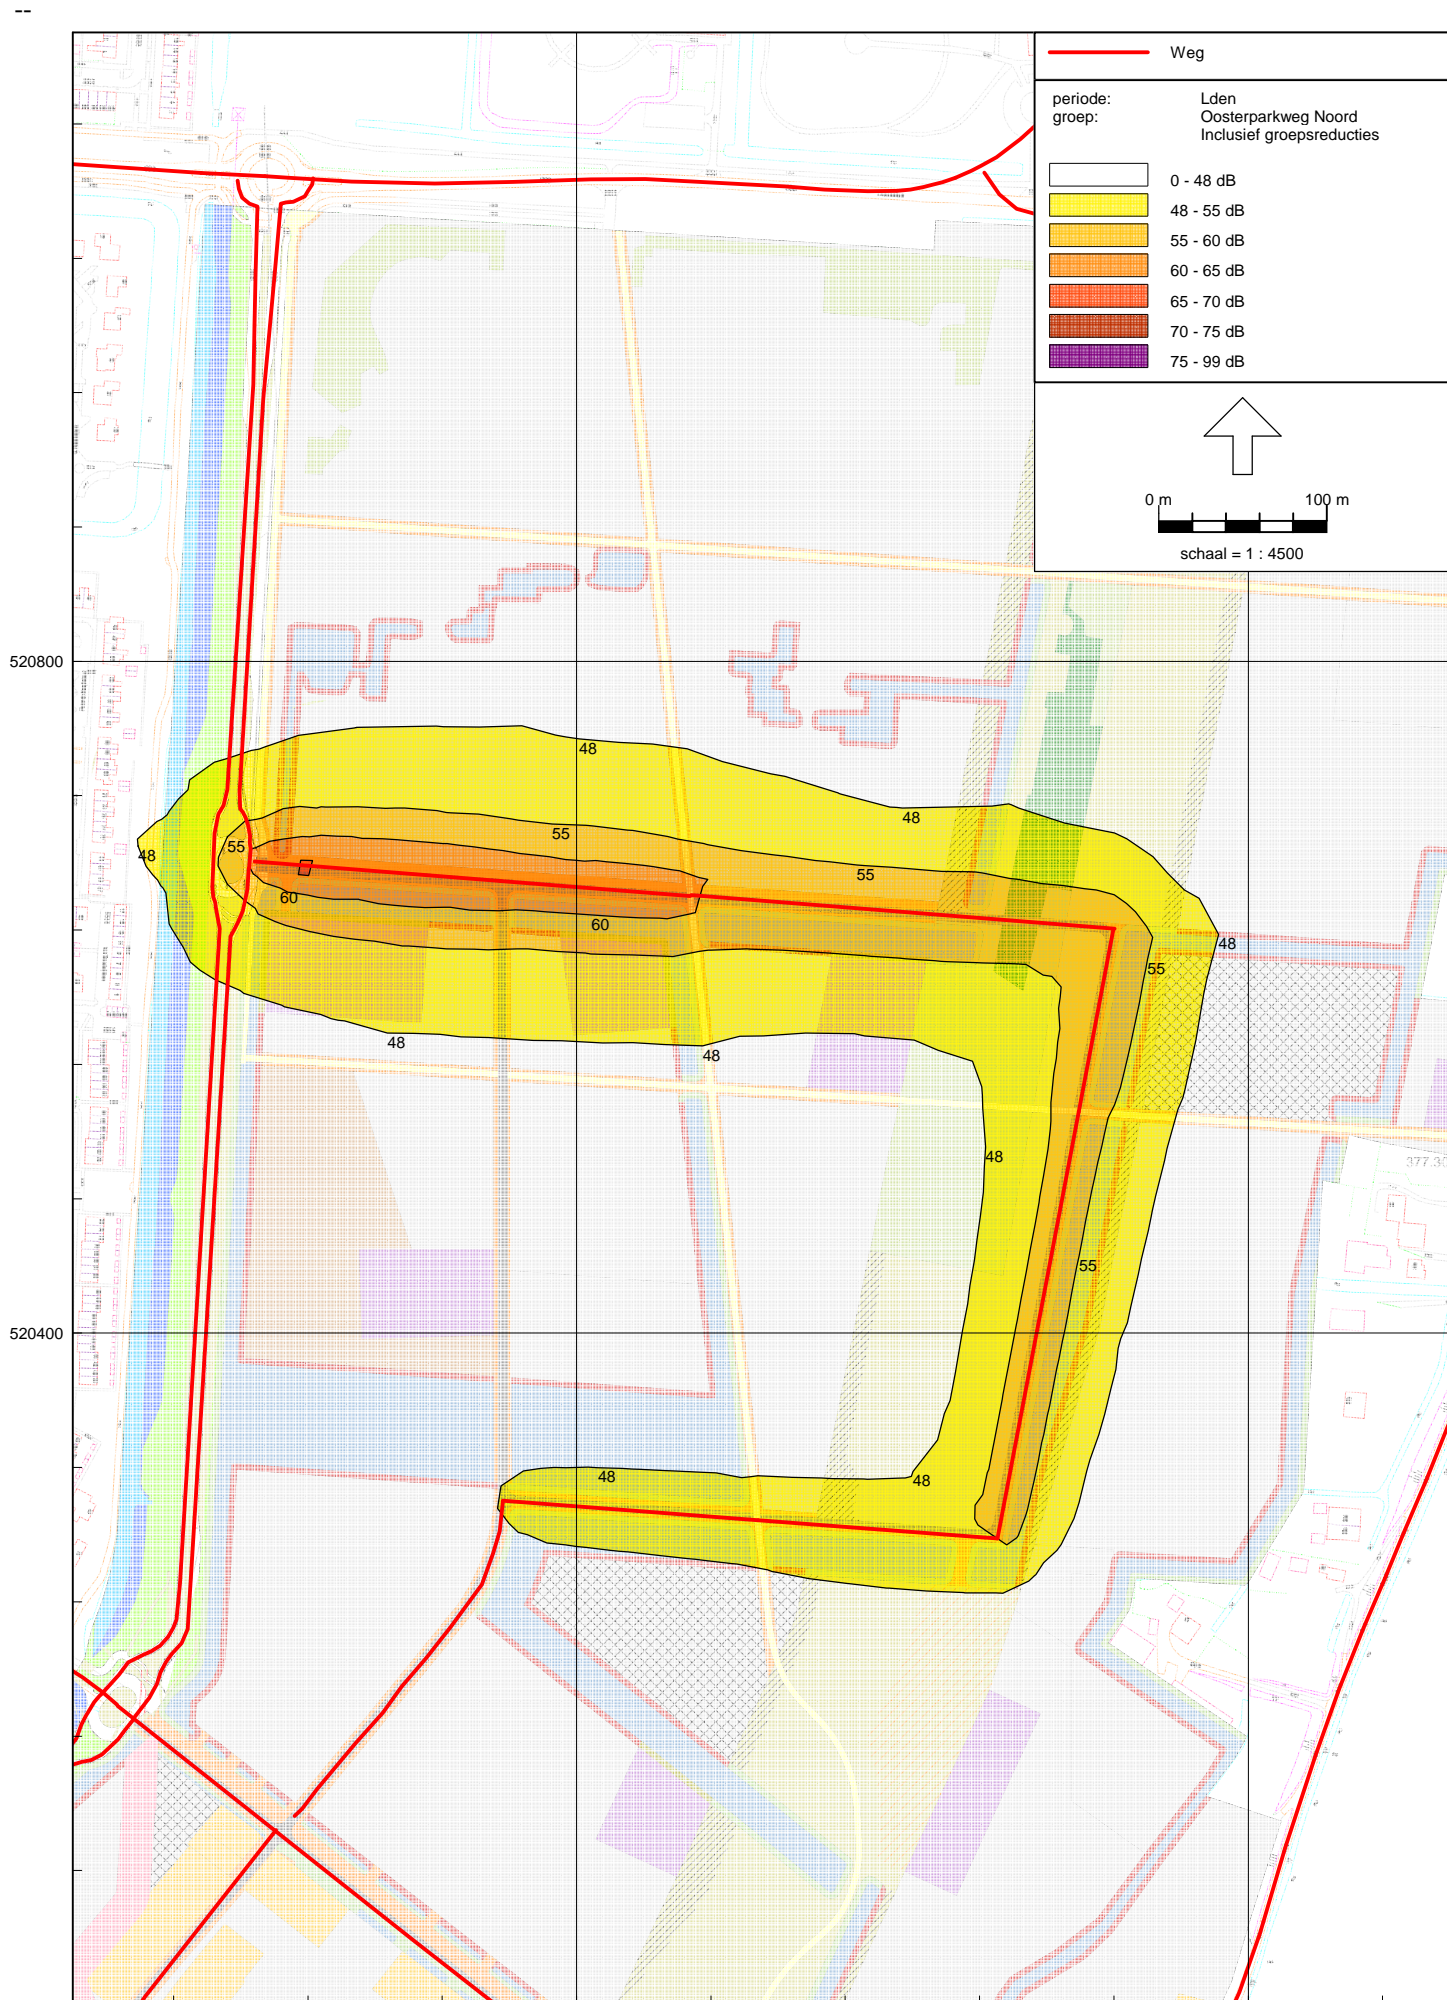 --
Weg
periode: Lden
groep: Oosterparkweg Noord
Inclusief groepsreducties
0 - 48 dB
48 - 55 dB
55 - 60 dB
60 - 65 dB
65 - 70 dB
70 - 75 dB
75 - 99 dB
0 m 100 m
schaal = 1 : 4500
520800
48
48
55
55
48
55
60
60
48
55
48
48
48
377.3
55
520400
48
48